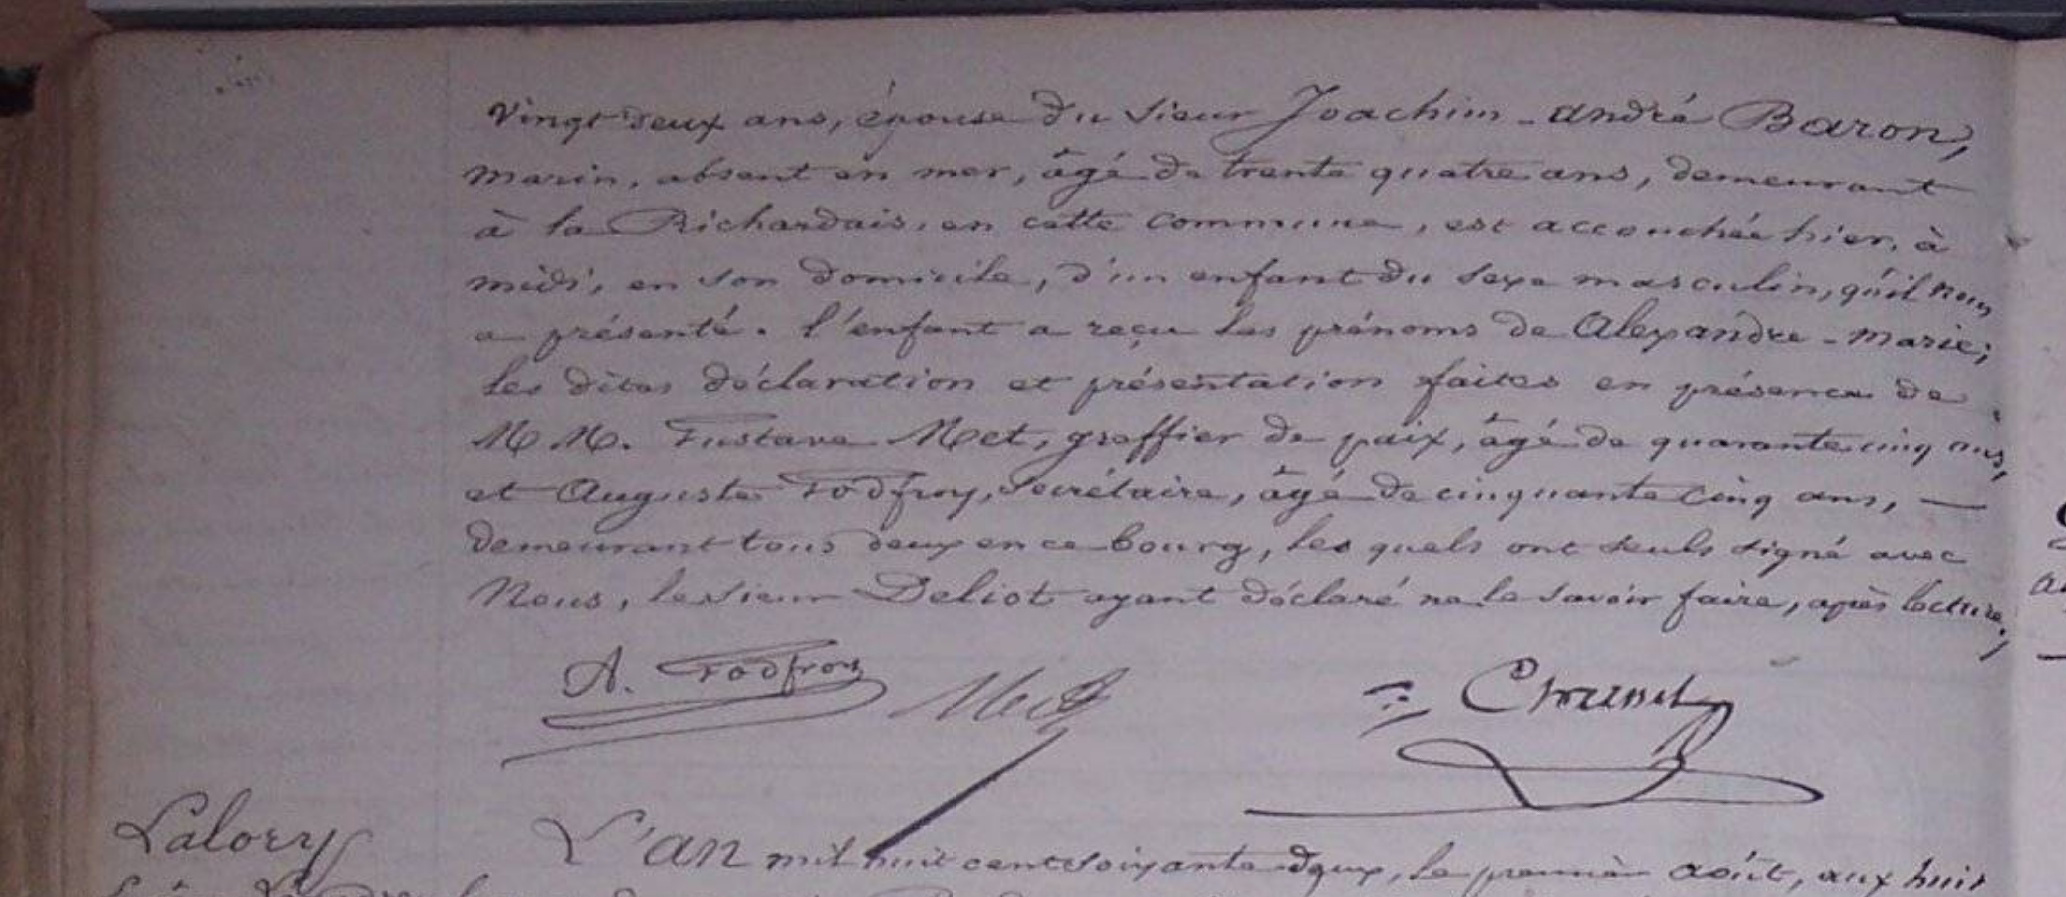 vingt deux ans, épouse du sieur Joachim-andré Baron,
marin, absent en mer, âgé de trente quatre ans, demeurant
à la Richardais, en cette commune, est accouchée hier, à
midi, en son domicile, d'un enfant du sexe masculin, qu'il nous
a présenté. l'enfant a reçu les prénoms de Alexandre-marie;
les dites déclaration et présentation faites en présence de
MM. Gustave Met, greffier de paix, âgé de quarante cinq ans,
et Auguste Godfroy, secrétaire, âgé de cinquante cinq ans, —
demeurant tous deux en ce bourg, les quels ont seuls signé avec
Nous, le sieur Deliot ayant déclaré ne le savoir faire, après lecture;
A. Godfroy Met
Lalory
L'an mil huit cent soixante deux, le premier août, aux huit